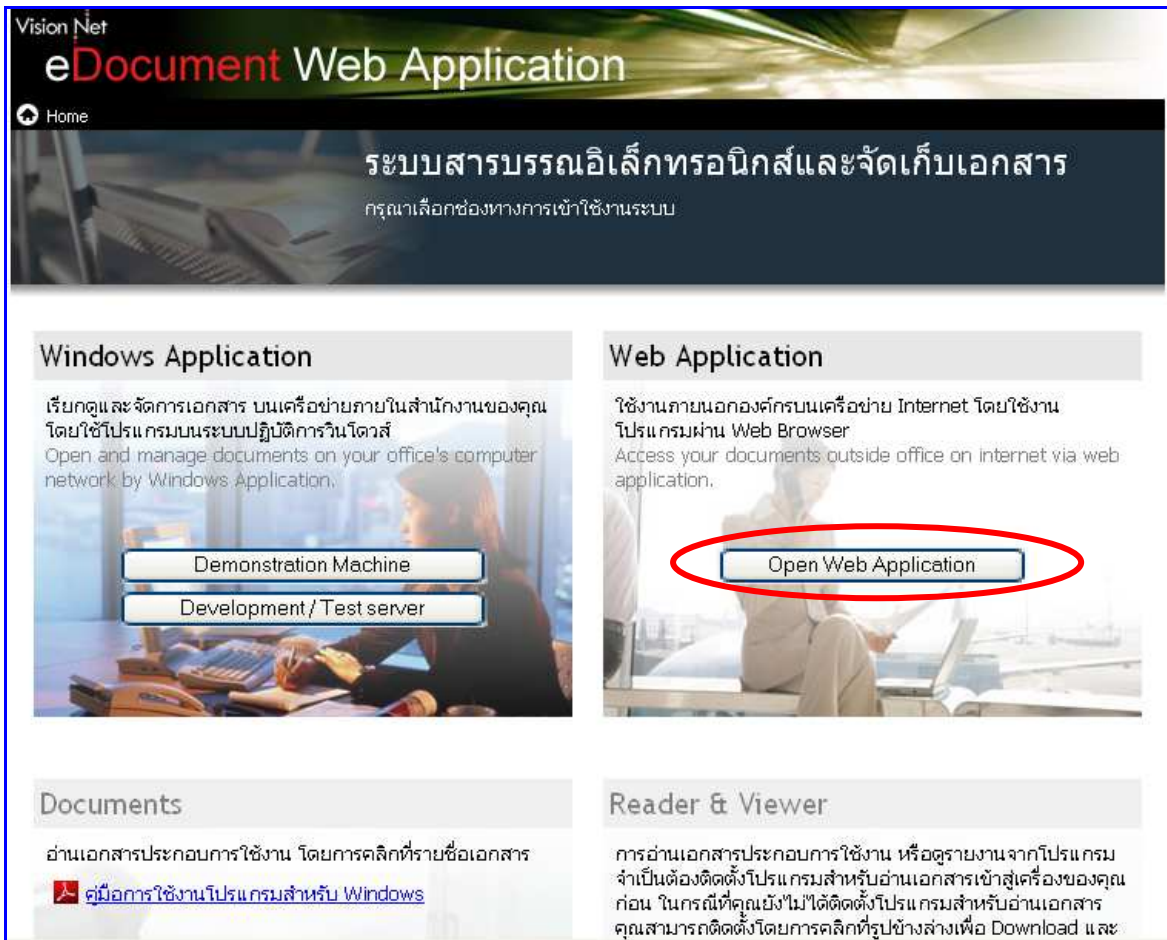 Vision Net
eDocument Web Application
Home
ระบบสารบรรณอิเล็กทรอนิกส์และจัดเก็บเอกสาร
กรุณาเลือกช่องทางการเข้าใช้งานระบบ
Windows Application
เรียกดูและจัดการเอกสาร บนเครือข่ายภายในสำนักงานของคุณ
โดยใช้โปรแกรมบนระบบปฏิบัติการวินโดวส์
Open and manage documents on your office's computer
network by Windows Application.
Demonstration Machine
Development / Test server
Web Application
ใช้งานภายนอกองค์กรบนเครือข่าย Internet โดยใช้งาน
โปรแกรมผ่าน Web Browser
Access your documents outside office on internet via web
application.
Open Web Application
Documents
อ่านเอกสารประกอบการใช้งาน โดยการคลิกที่รายชื่อเอกสาร
คู่มือการใช้งานโปรแกรมสำหรับ Windows
Reader & Viewer
การอ่านเอกสารประกอบการใช้งาน หรือดูรายงานจากโปรแกรม
จำเป็นต้องติดตั้งโปรแกรมสำหรับอ่านเอกสารเข้าสู่เครื่องของคุณ
ก่อน ในกรณีที่คุณยังไม่ได้ติดตั้งโปรแกรมสำหรับอ่านเอกสาร
คุณสามารถติดตั้งโดยการคลิกที่รูปข้างล่างเพื่อ Download และ